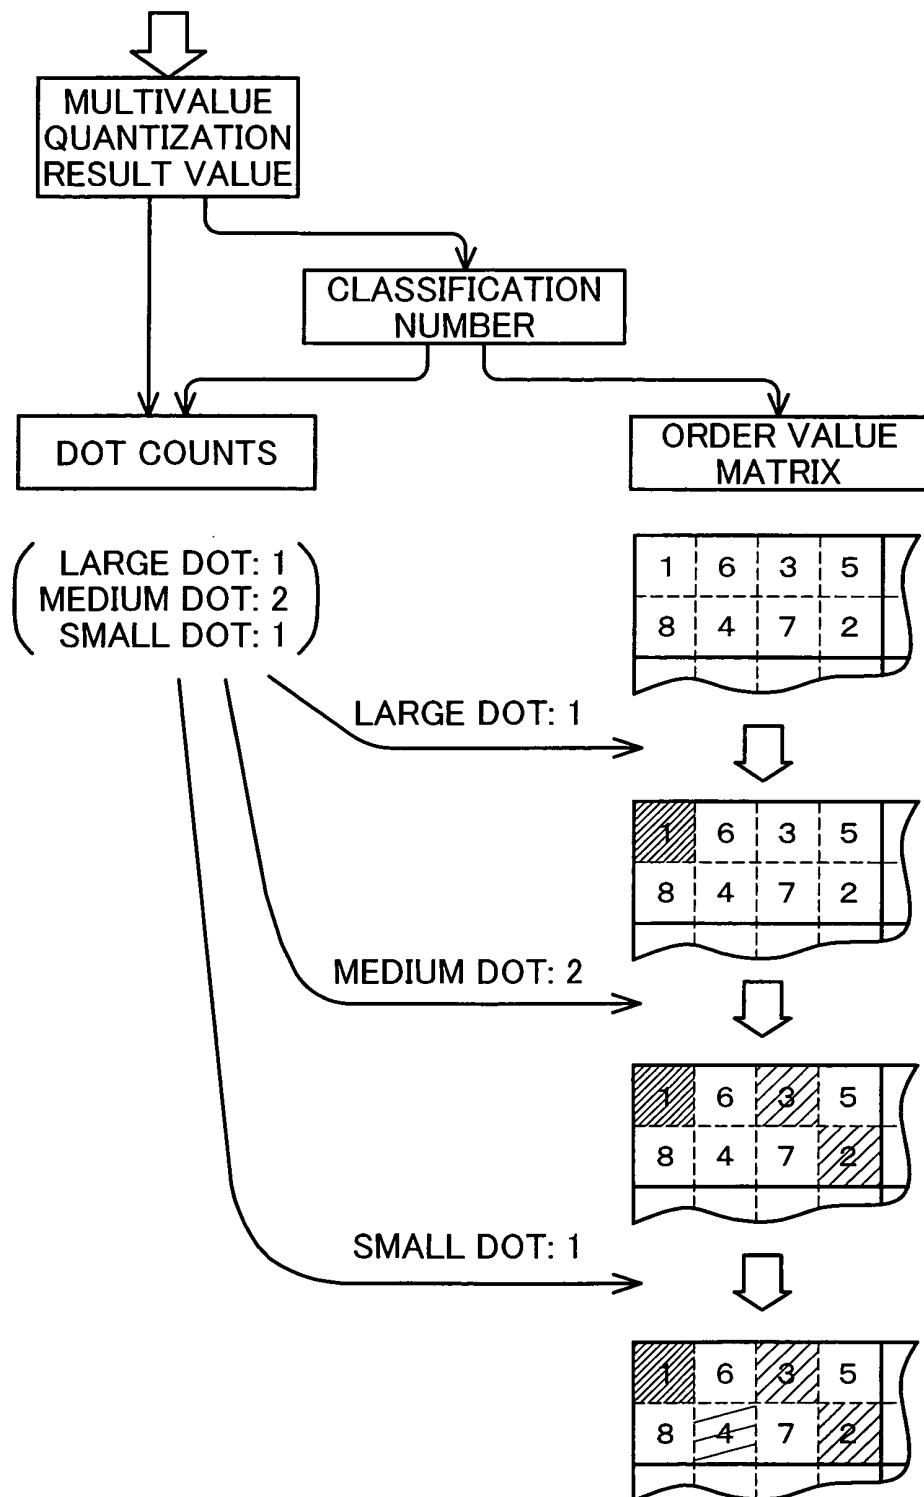 MULTIVALUE
QUANTIZATION
RESULT VALUE
CLASSIFICATION
NUMBER
DOT COUNTS
ORDER VALUE
MATRIX
LARGE DOT: 1
MEDIUM DOT: 2
SMALL DOT: 1
1 6 3 5
8 4 7 2
LARGE DOT: 1
1 6 3 5
8 4 7 2
MEDIUM DOT: 2
1 6 3 5
8 4 7 2
SMALL DOT: 1
1 6 3 5
8 4 7 2